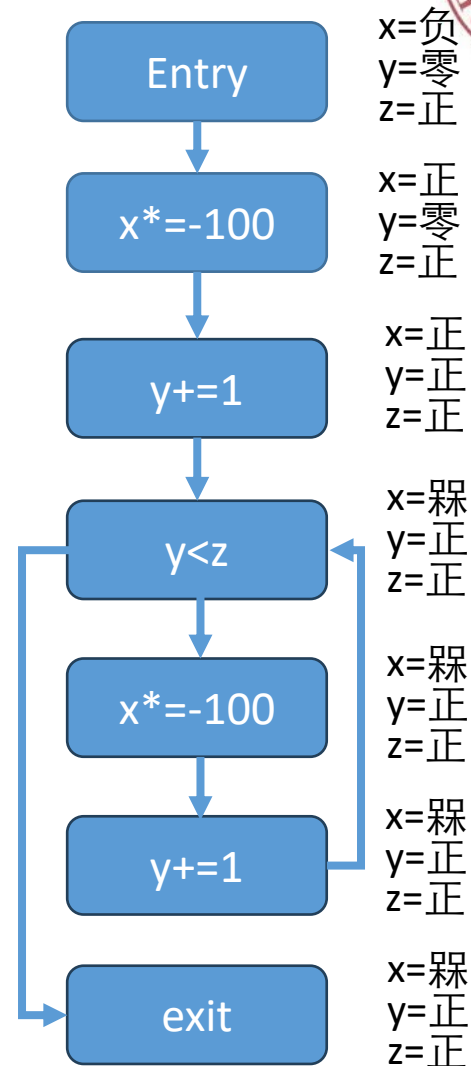 Entry
x=负
y=零
z=正
x*=-100
x=正
y=零
z=正
y+=1
x=正
y=正
z=正
y<z
x=槑
y=正
z=正
x*=-100
x=槑
y=正
z=正
y+=1
x=槑
y=正
z=正
exit
x=槑
y=正
z=正